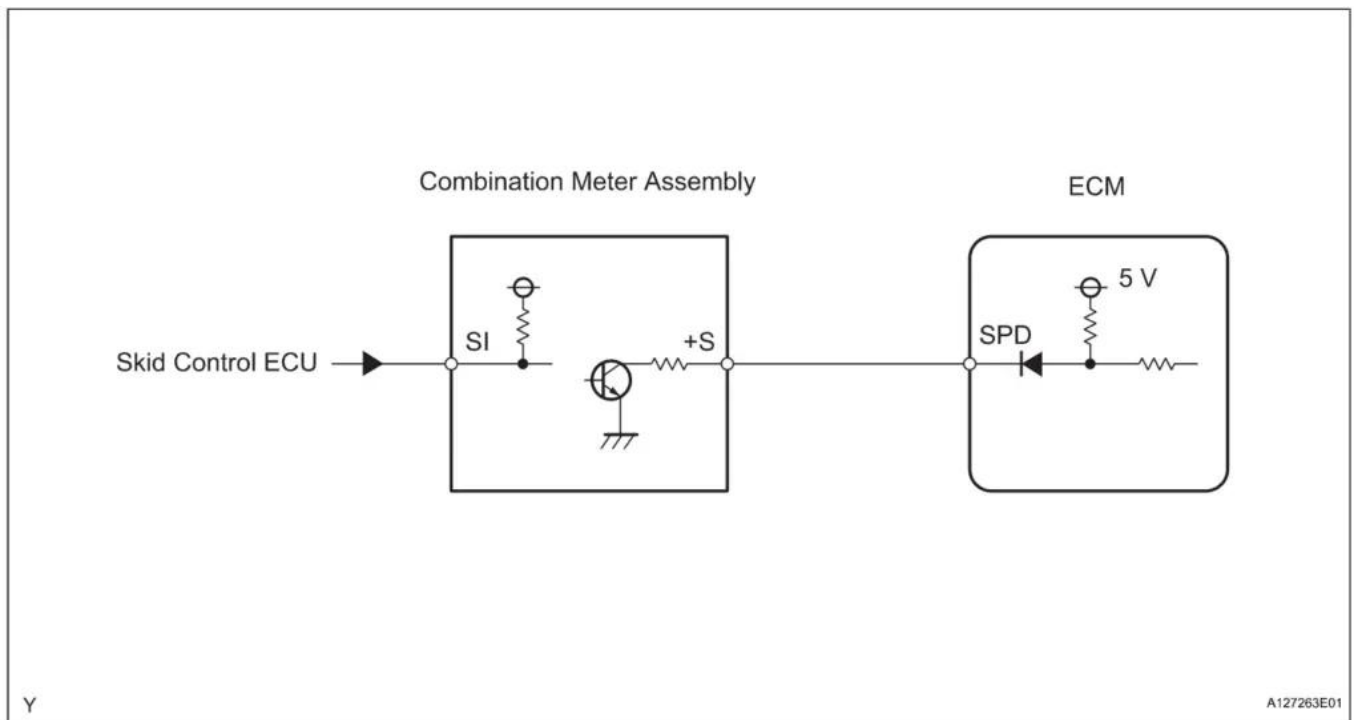 Combination Meter Assembly
ECM
5 V
SI
+S
SPD
Skid Control ECU
Y
A127263E01